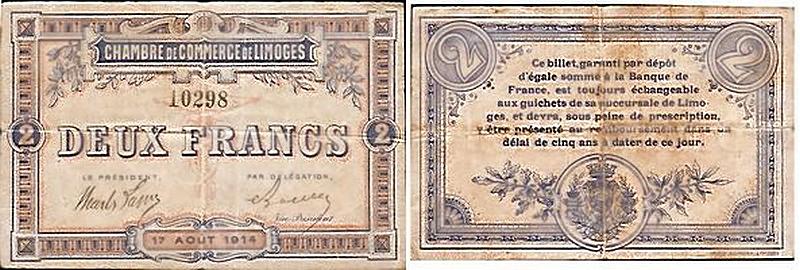 CHAMBRE DE COMMERCE DE LIMOGES
10298
2 DEUX FRANCS 2
LE PRÉSIDENT, PAR DÉLÉGATION,
Vice-Président
17 AOUT 1914
2 2
Ce billet, garanti par dépôt
d'égale somme à la Banque de
France, est toujours échangeable
aux guichets de sa succursale de Limo-
ges, et devra, sous peine de prescription,
y être présenté au remboursement dans un
délai de cinq ans à dater de ce jour.